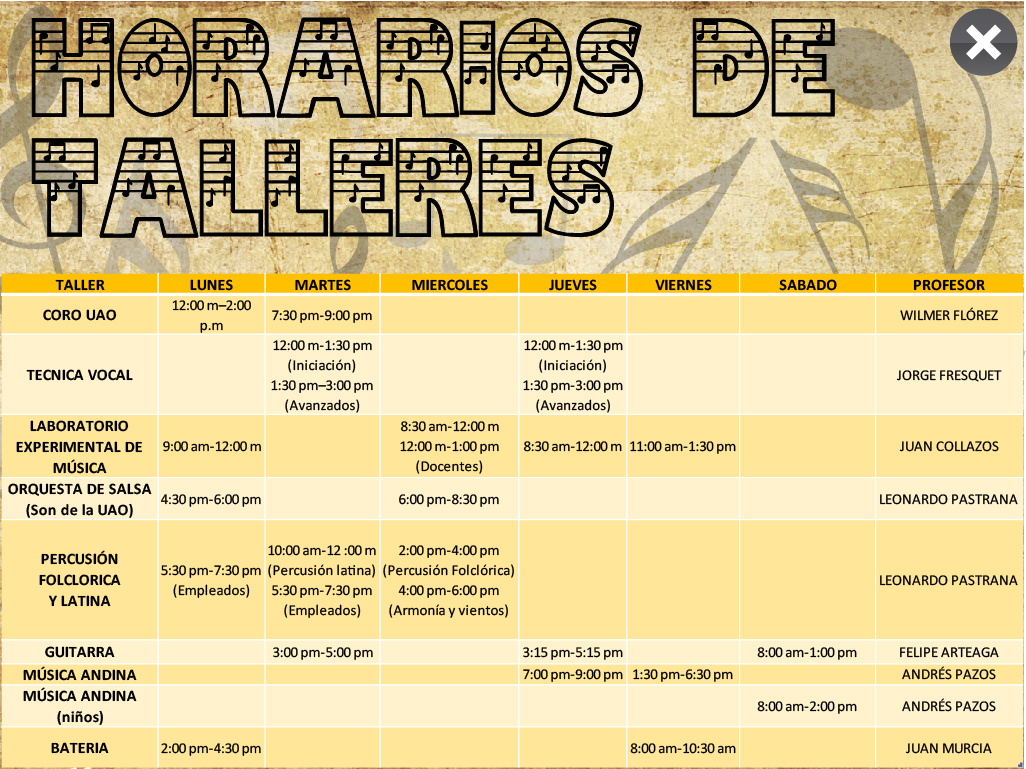 HORARIOS DE
TALLERES
TALLER LUNES MARTES MIERCOLES JUEVES VIERNES SABADO PROFESOR
CORO UAO
12:00 m–2:00
p.m
7:30 pm-9:00 pm
WILMER FLÓREZ
TECNICA VOCAL
12:00 m-1:30 pm
(Iniciación)
1:30 pm–3:00 pm
(Avanzados)
12:00 m-1:30 pm
(Iniciación)
1:30 pm-3:00 pm
(Avanzados)
JORGE FRESQUET
LABORATORIO
EXPERIMENTAL DE
MÚSICA
9:00 am-12:00 m
8:30 am-12:00 m
12:00 m-1:00 pm
(Docentes)
8:30 am-12:00 m
11:00 am-1:30 pm
JUAN COLLAZOS
ORQUESTA DE SALSA
(Son de la UAO)
4:30 pm-6:00 pm
6:00 pm-8:30 pm
LEONARDO PASTRANA
PERCUSIÓN
FOLCLORICA
Y LATINA
5:30 pm-7:30 pm
(Empleados)
10:00 am-12 :00 m
(Percusión latina)
5:30 pm-7:30 pm
(Empleados)
2:00 pm-4:00 pm
(Percusión Folclórica)
4:00 pm-6:00 pm
(Armonía y vientos)
LEONARDO PASTRANA
GUITARRA
3:00 pm-5:00 pm
3:15 pm-5:15 pm
8:00 am-1:00 pm
FELIPE ARTEAGA
MÚSICA ANDINA
7:00 pm-9:00 pm
1:30 pm-6:30 pm
ANDRÉS PAZOS
MÚSICA ANDINA
(niños)
8:00 am-2:00 pm
ANDRÉS PAZOS
BATERIA
2:00 pm-4:30 pm
8:00 am-10:30 am
JUAN MURCIA